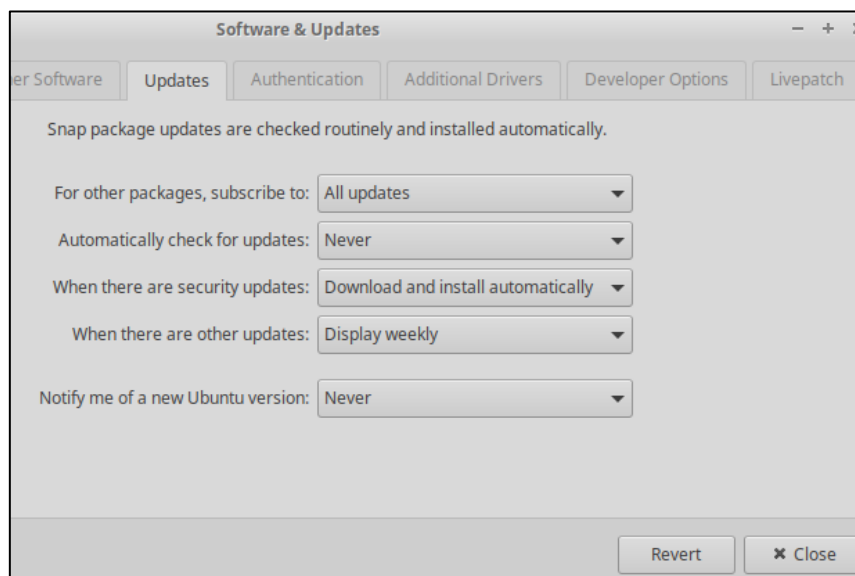 Software & Updates
er Software Updates Authentication Additional Drivers Developer Options Livepatch
Snap package updates are checked routinely and installed automatically.
For other packages, subscribe to: All updates
Automatically check for updates: Never
When there are security updates: Download and install automatically
When there are other updates: Display weekly
Notify me of a new Ubuntu version: Never
Revert Close